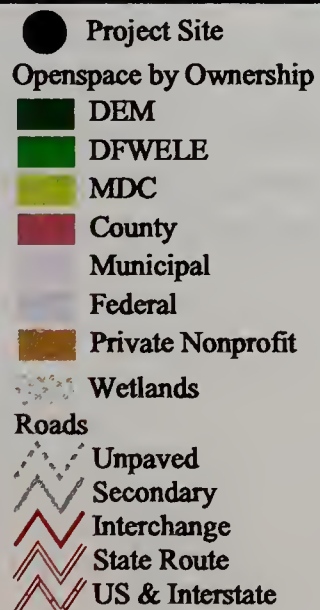 Project Site
Openspace by Ownership
DEM
DFWELE
MDC
County
Municipal
Federal
Private Nonprofit
Wetlands
Roads
Unpaved
Secondary
Interchange
State Route
US & Interstate